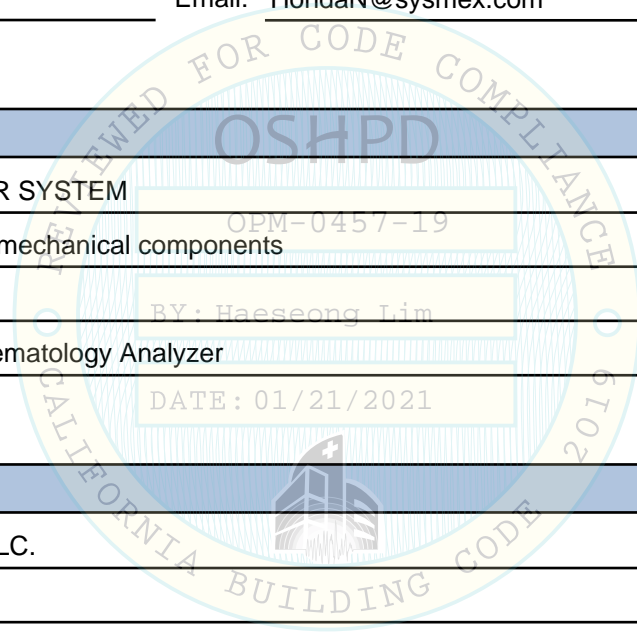 Email: HondaN@sysmex.com
REVIEWED FOR CODE COMPLIANCE
OSHPD
R SYSTEM
OPM-0457-19
mechanical components
BY: Haeseong Lim
ematology Analyzer
DATE: 01/21/2021
LC.
CALIFORNIA BUILDING CODE 2019